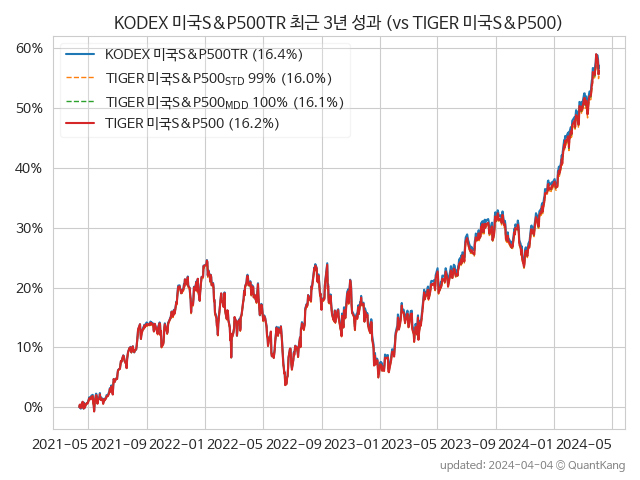 KODEX 미국S&P500TR 최근 3년 성과 (vs TIGER 미국S&P500)
KODEX 미국S&P500TR (16.4%)
TIGER 미국S&P500STD 99% (16.0%)
TIGER 미국S&P500MDD 100% (16.1%)
TIGER 미국S&P500 (16.2%)
60%
50%
40%
30%
20%
10%
0%
2021-05 2021-09 2022-01 2022-05 2022-09 2023-01 2023-05 2023-09 2024-01 2024-05
updated: 2024-04-04 © QuantKang